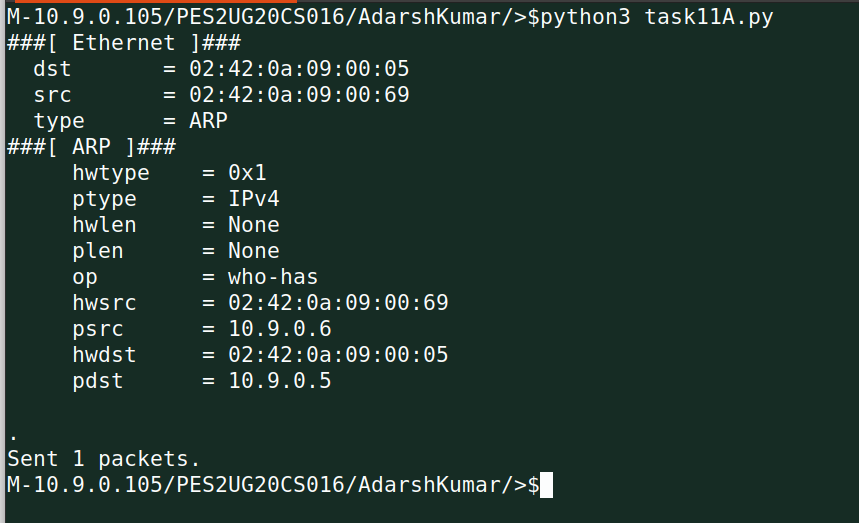 M-10.9.0.105/PES2UG20CS016/AdarshKumar/>$python3 task11A.py
###[ Ethernet ]###
  dst       = 02:42:0a:09:00:05
  src       = 02:42:0a:09:00:69
  type      = ARP
###[ ARP ]###
     hwtype    = 0x1
     ptype     = IPv4
     hwlen     = None
     plen      = None
     op        = who-has
     hwsrc     = 02:42:0a:09:00:69
     psrc      = 10.9.0.6
     hwdst     = 02:42:0a:09:00:05
     pdst      = 10.9.0.5
.
Sent 1 packets.
M-10.9.0.105/PES2UG20CS016/AdarshKumar/>$